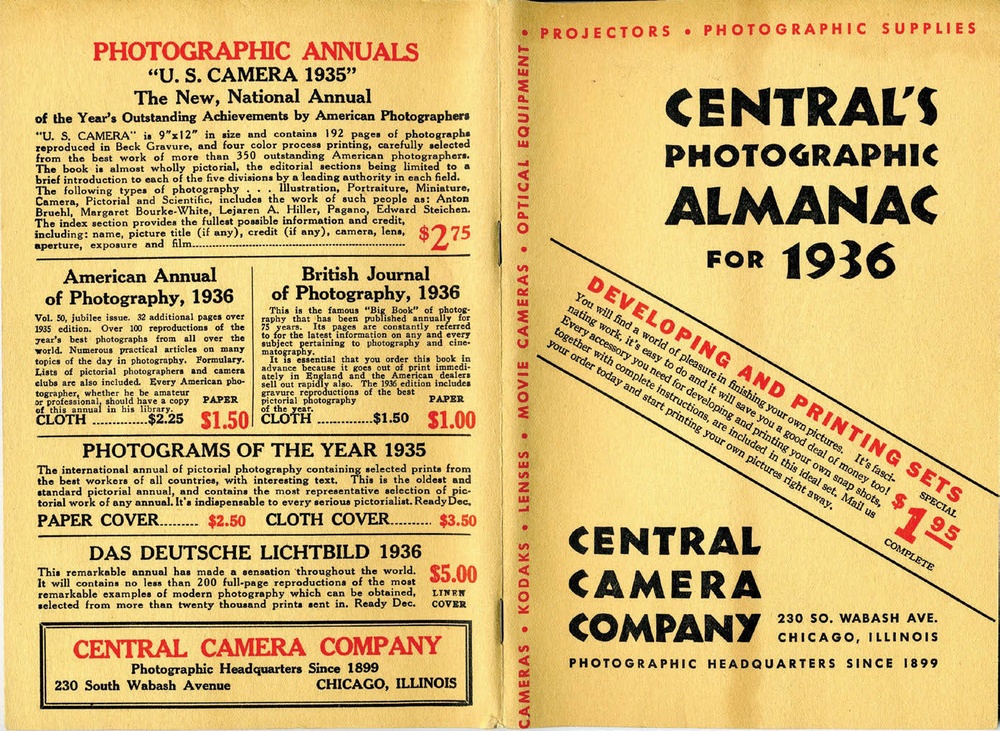 PHOTOGRAPHIC ANNUALS
"U. S. CAMERA 1935"
The New, National Annual
of the Year's Outstanding Achievements by American Photographers
"U. S. CAMERA" is 9"x12" in size and contains 192 pages of photographs
reproduced in Beck Gravure, and four color process printing, carefully selected
from the best work of more than 350 outstanding American photographers.
The book is almost wholly pictorial, the editorial sections being limited to a
brief introduction to each of the five divisions by a leading authority in each field.
The following types of photography . . . Illustration, Portraiture, Miniature,
Camera, Pictorial and Scientific, includes the work of such people as: Anton
Bruehl, Margaret Bourke-White, Lejaren A. Hiller, Pagano, Edward Steichen.
The index section provides the fullest possible information and credit,
including: name, picture title (if any), credit (if any), camera, lens,
aperture, exposure and film........ $2.75
American Annual
of Photography, 1936
Vol. 50, jubilee issue. 32 additional pages over
1935 edition. Over 100 reproductions of the
year's best photographs from all over the
world. Numerous practical articles on many
topics of the day in photography. Formulary.
Lists of pictorial photographers and camera
clubs are also included. Every American pho-
tographer, whether he be amateur
or professional, should have a copy
of this annual in his library.
PAPER
CLOTH ............$2.25 $1.50
British Journal
of Photography, 1936
This is the famous "Big Book" of photog-
raphy that has been published annually for
75 years. Its pages are constantly referred
to for the latest information on any and every
subject pertaining to photography and cine-
matography.
It is essential that you order this book in
advance because it goes out of print immedi-
ately in England and the American dealers
sell out rapidly also. The 1936 edition includes
gravure reproductions of the best
pictorial photography
of the year.
PAPER
CLOTH ..................$1.50 $1.00
PHOTOGRAMS OF THE YEAR 1935
The international annual of pictorial photography containing selected prints from
the best workers of all countries, with interesting text. This is the oldest and
standard pictorial annual, and contains the most representative selection of pic-
torial work of any annual. It's indispensable to every serious pictorialist. Ready Dec.
PAPER COVER.......... $2.50 CLOTH COVER.......... $3.50
DAS DEUTSCHE LICHTBILD 1936
This remarkable annual has made a sensation throughout the world.
It will contains no less than 200 full-page reproductions of the most
remarkable examples of modern photography which can be obtained,
selected from more than twenty thousand prints sent in. Ready Dec.
$5.00
LINEN
COVER
CENTRAL CAMERA COMPANY
Photographic Headquarters Since 1899
230 South Wabash Avenue CHICAGO, ILLINOIS
CAMERAS • KODAKS • LENSES • MOVIE CAMERAS • OPTICAL EQUIPMENT •
PROJECTORS • PHOTOGRAPHIC SUPPLIES
CENTRAL'S
PHOTOGRAPHIC
ALMANAC
FOR 1936
DEVELOPING AND PRINTING SETS
You will find a world of pleasure in finishing your own pictures. It's fasci-
nating work, it's easy to do and it will save you a good deal of money too!
Every accessory you need for developing and printing your own snap shots,
together with complete instructions, are included in this ideal set. Mail us
your order today and start printing your own pictures right away.
SPECIAL
$1.95
COMPLETE
CENTRAL
CAMERA
COMPANY
230 SO. WABASH AVE.
CHICAGO, ILLINOIS
PHOTOGRAPHIC HEADQUARTERS SINCE 1899